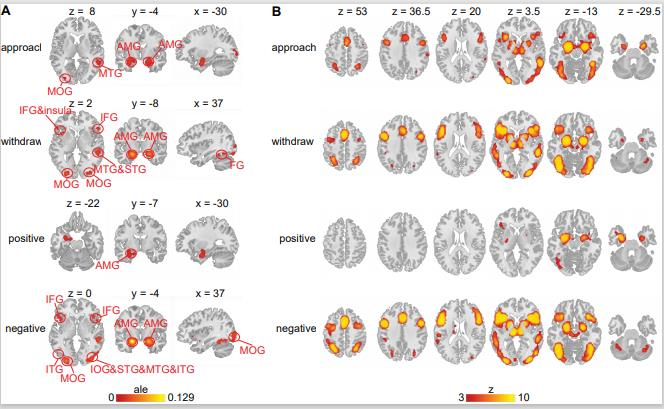 A
z = 8
y = -4
x = -30
approacl
AMG
AMG
MTG
MOG
z = 2
y = -8
x = 37
IFG&insula
IFG
withdraw
AMG
AMG
MTG&STG
FG
MOG
MOG
z = -22
y = -7
x = -30
positive
AMG
z = 0
y = -4
x = 37
IFG
IFG
negative
AMG
AMG
MOG
ITG
IOG&STG&MTG&ITG
MOG
ale
0
0.129
B
z = 53
z = 36.5
z = 20
z = 3.5
z = -13
z = -29.5
approach
withdraw
positive
negative
z
3
10